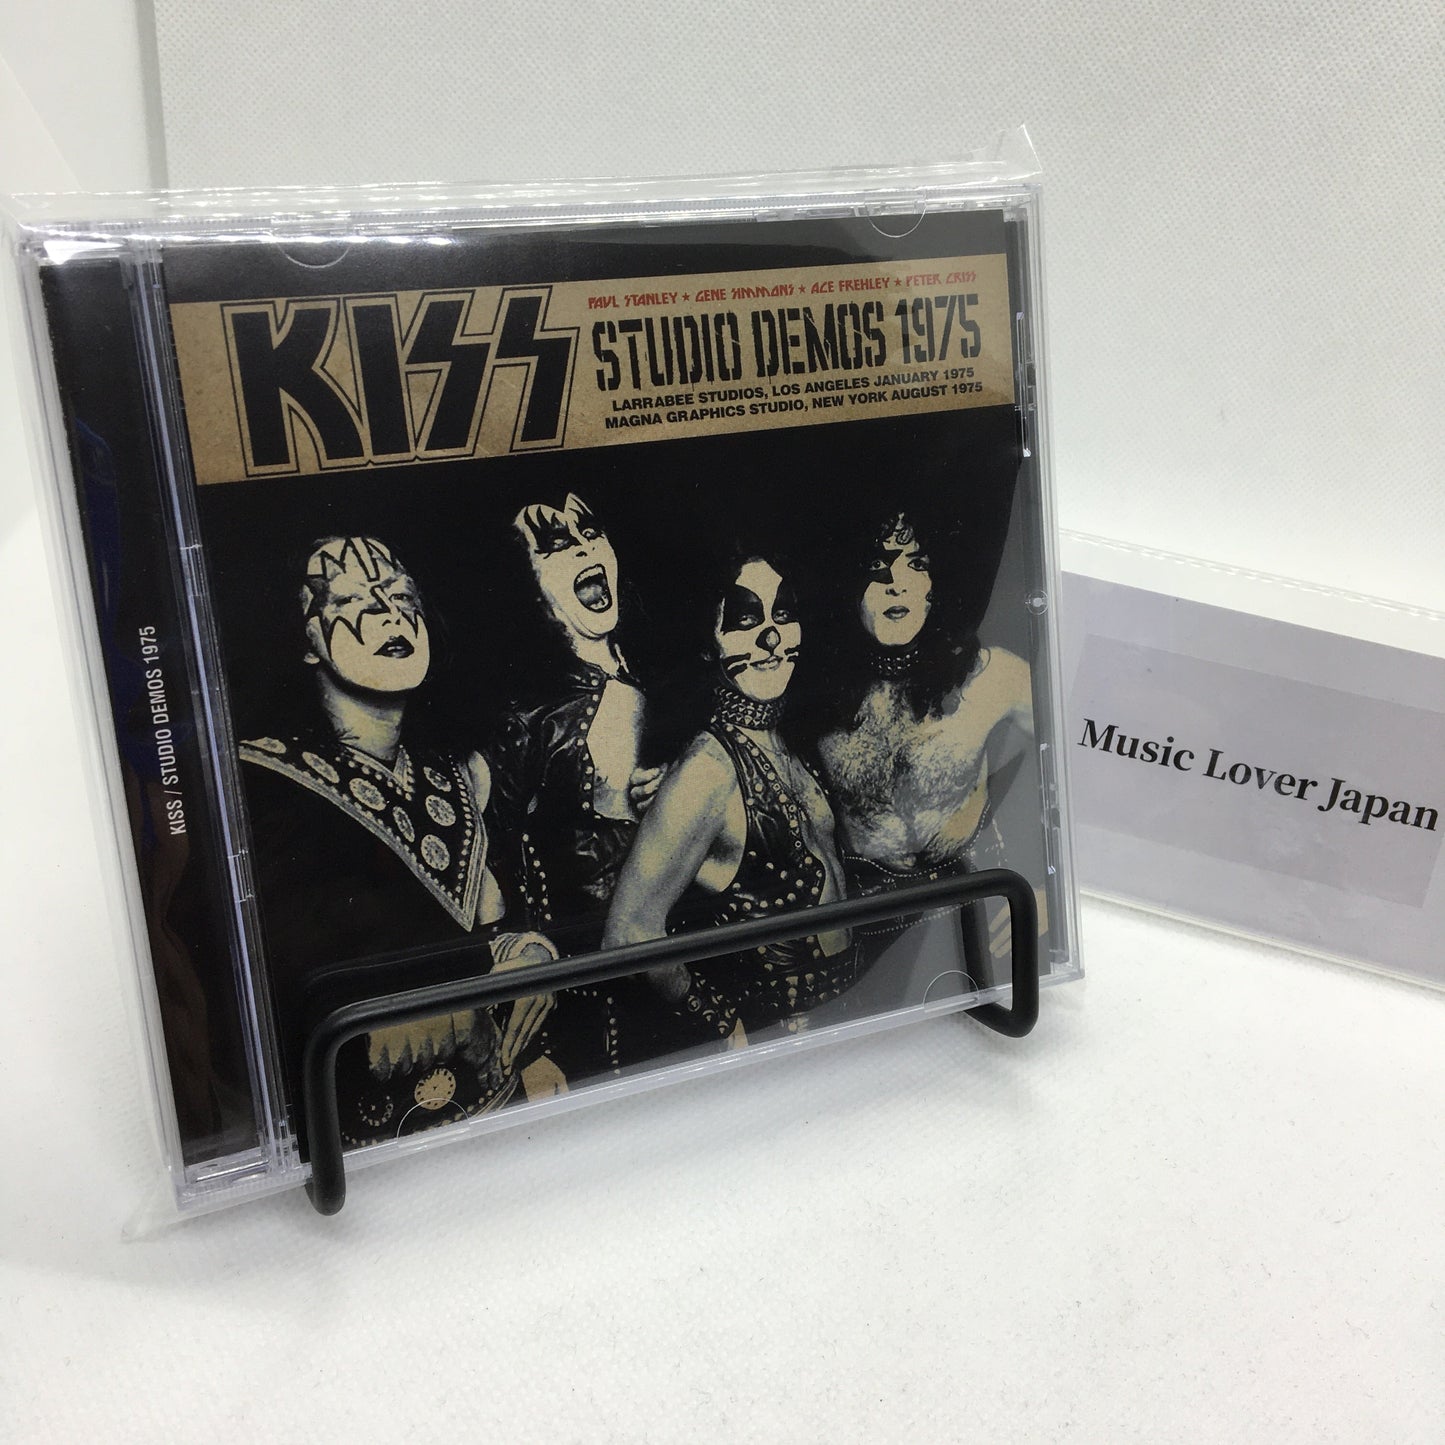 KISS
PAUL STANLEY ★ GENE SIMMONS ★ ACE FREHLEY ★ PETER CRISS
STUDIO DEMOS 1975
LARRABEE STUDIOS, LOS ANGELES JANUARY 1975
MAGNA GRAPHICS STUDIO, NEW YORK AUGUST 1975
KISS / STUDIO DEMOS 1975
Music Lover Japan